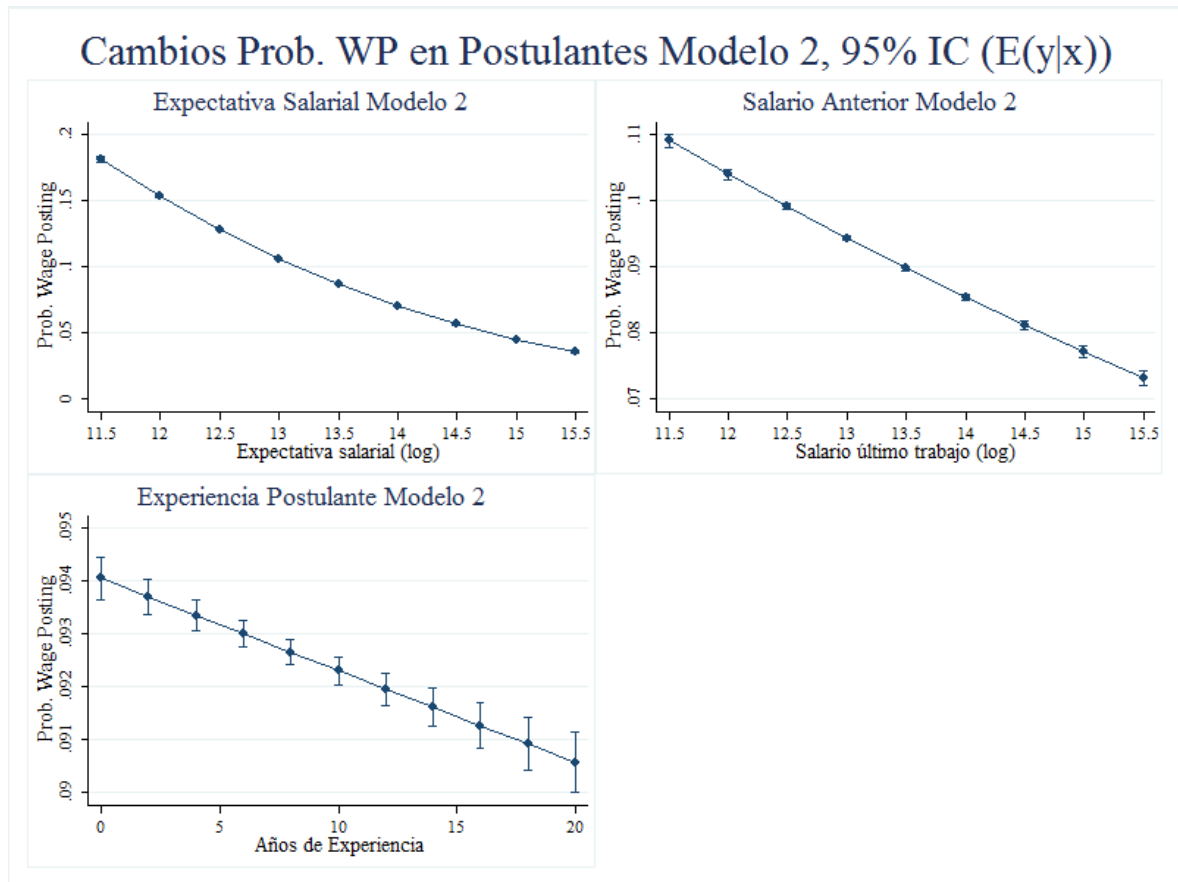 Cambios Prob. WP en Postulantes Modelo 2, 95% IC (E(y|x))
Expectativa Salarial Modelo 2
Prob. Wage Posting
.2
.15
.1
.05
0
11.5 12 12.5 13 13.5 14 14.5 15 15.5
Expectativa salarial (log)
Salario Anterior Modelo 2
Prob. Wage Posting
.11
.1
.09
.08
.07
11.5 12 12.5 13 13.5 14 14.5 15 15.5
Salario último trabajo (log)
Experiencia Postulante Modelo 2
Prob. Wage Posting
.095
.094
.093
.092
.091
.09
0 5 10 15 20
Años de Experiencia